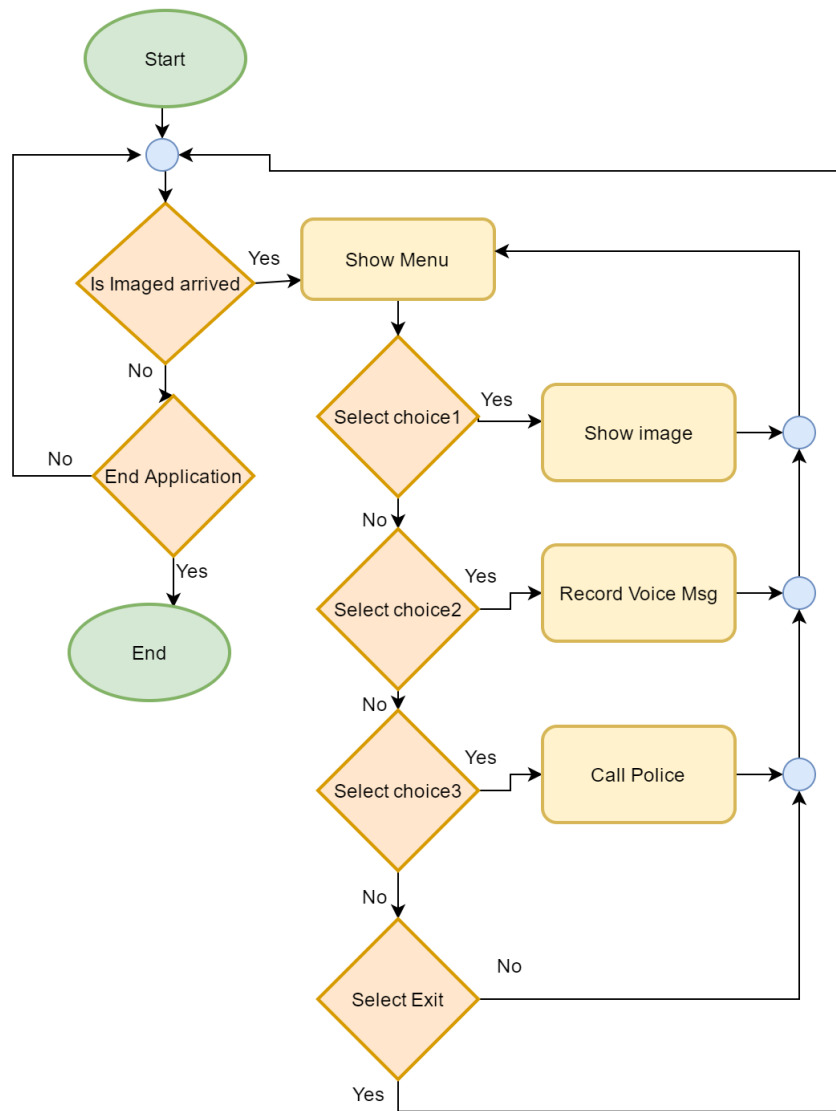 Start
Is Imaged arrived
Yes
Show Menu
No
Select choice1
Yes
Show image
No
End Application
No
Yes
End
Select choice2
Yes
Record Voice Msg
No
Select choice3
Yes
Call Police
No
Select Exit
No
Yes